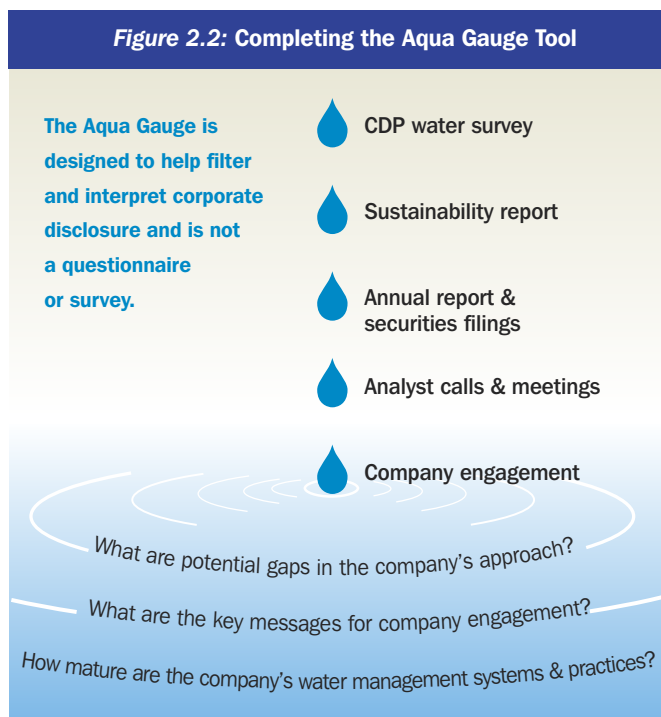 Figure 2.2: Completing the Aqua Gauge Tool
The Aqua Gauge is
designed to help filter
and interpret corporate
disclosure and is not
a questionnaire
or survey.
CDP water survey
Sustainability report
Annual report &
securities filings
Analyst calls & meetings
Company engagement
What are potential gaps in the company's approach?
What are the key messages for company engagement?
How mature are the company's water management systems & practices?